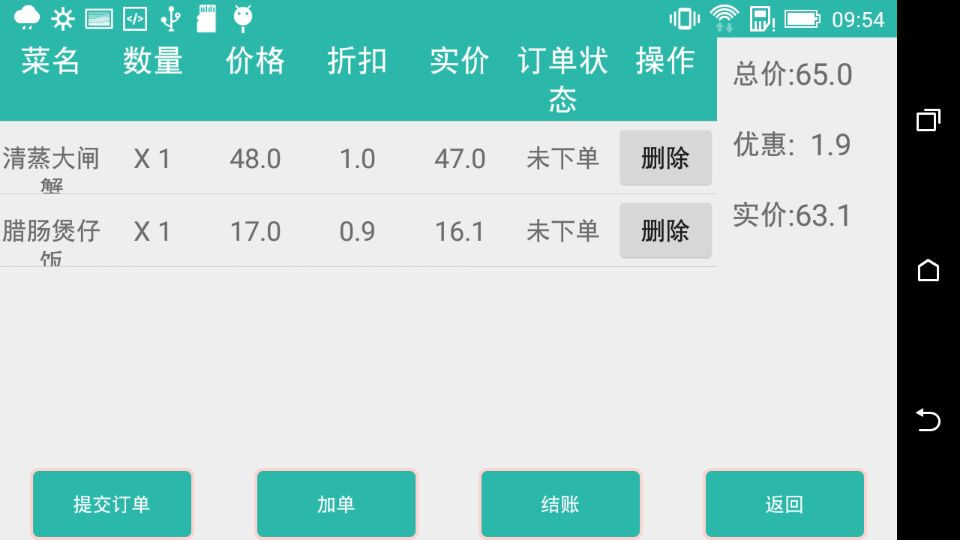 09:54
菜名 数量 价格 折扣 实价 订单状态 操作
清蒸大闸蟹 X 1 48.0 1.0 47.0 未下单 删除
腊肠煲仔饭 X 1 17.0 0.9 16.1 未下单 删除
总价:65.0
优惠: 1.9
实价:63.1
提交订单 加单 结账 返回